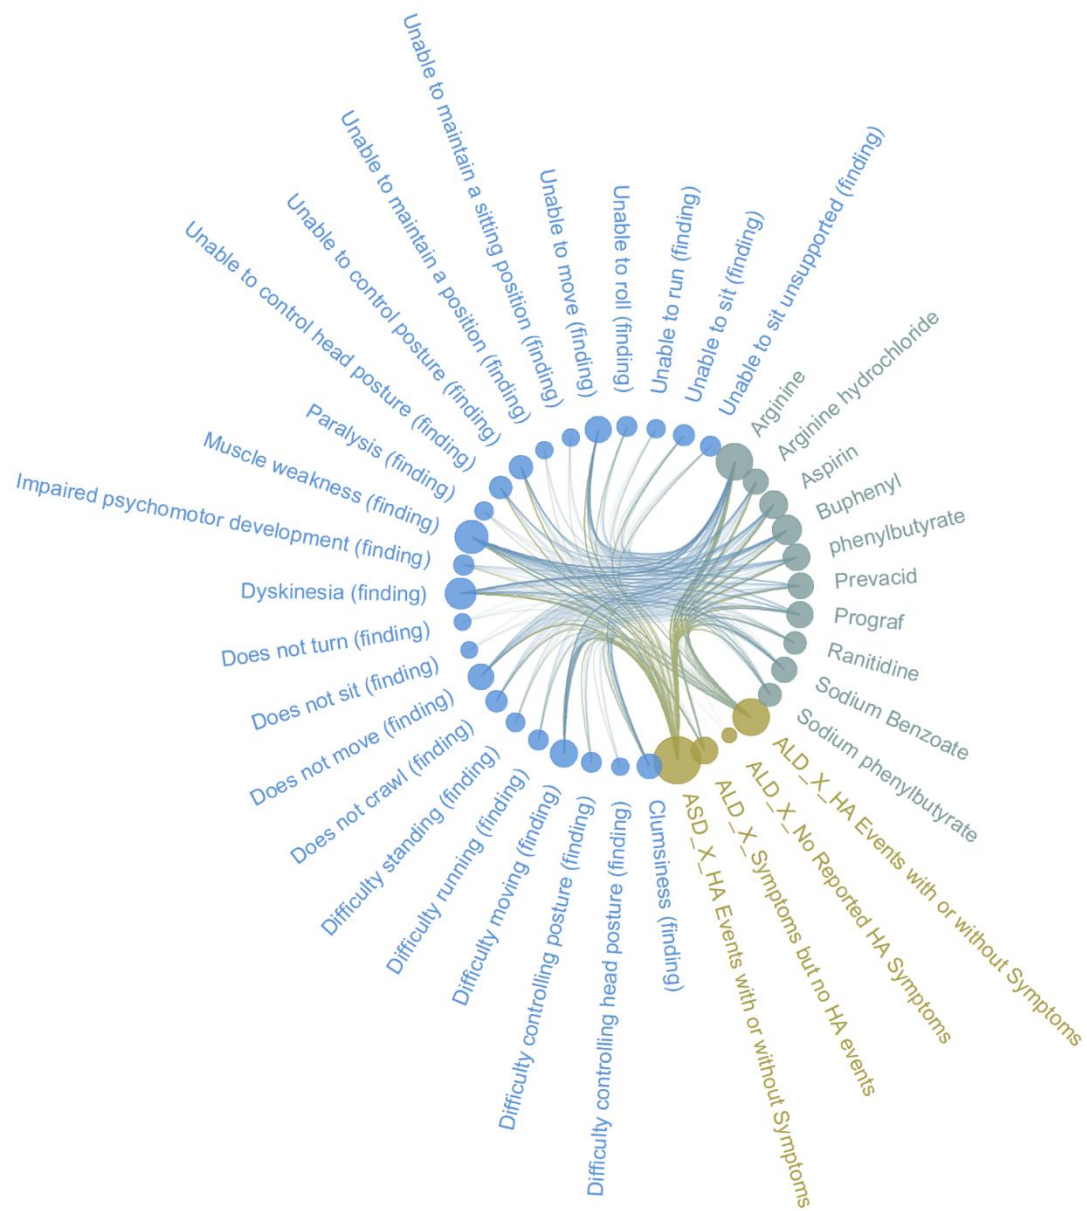 Unable to maintain a sitting position (finding)
Unable to move (finding)
Unable to roll (finding)
Unable to run (finding)
Unable to sit (finding)
Unable to sit unsupported (finding)
Arginine
Arginine hydrochloride
Aspirin
Buphenyl
phenylbutyrate
Prevacid
Prograf
Ranitidine
Sodium Benzoate
Sodium phenylbutyrate
ALD_X_HA Events with or without Symptoms
ALD_X_No Reported HA Symptoms
ALD_X_Symptoms but no HA events
ASD_X_HA Events with or without Symptoms
Clumsiness (finding)
Difficulty controlling head posture (finding)
Difficulty controlling posture (finding)
Difficulty moving (finding)
Difficulty running (finding)
Difficulty standing (finding)
Does not crawl (finding)
Does not move (finding)
Does not sit (finding)
Does not turn (finding)
Dyskinesia (finding)
Impaired psychomotor development (finding)
Muscle weakness (finding)
Paralysis (finding)
Unable to control head posture (finding)
Unable to control posture (finding)
Unable to maintain a position (finding)